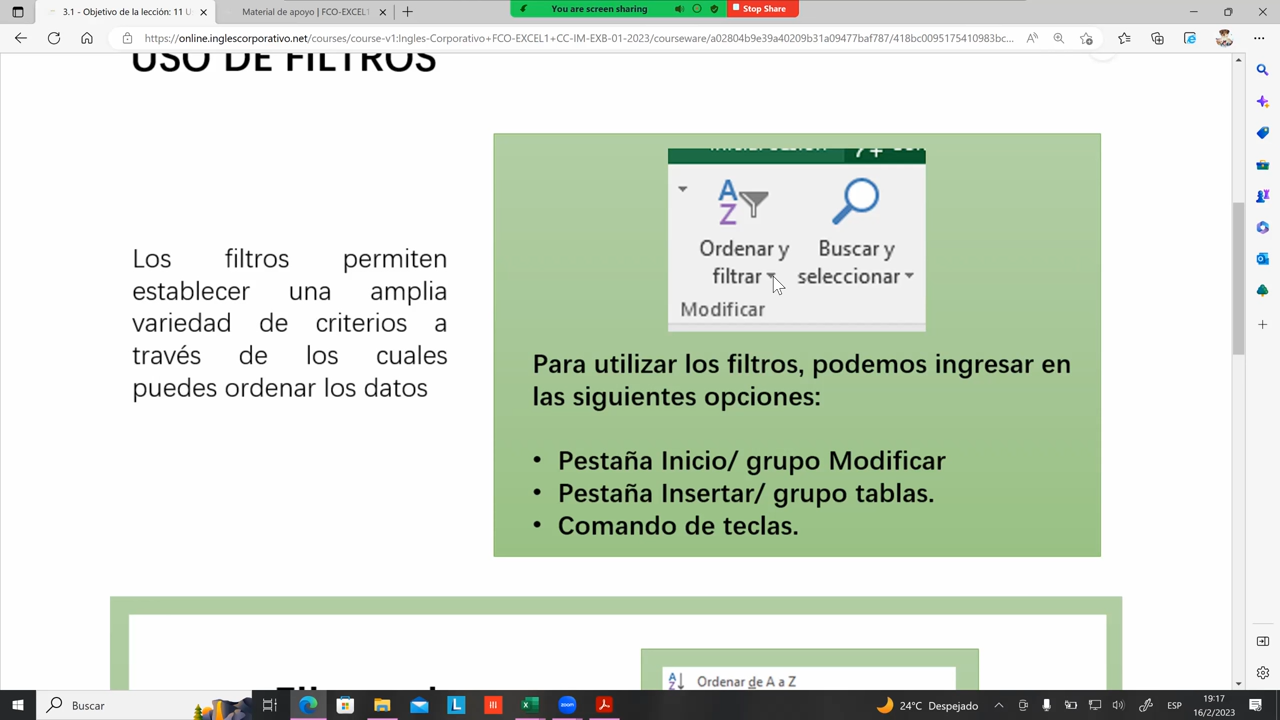 3.1 - Objetivo de la lección: 11 U
Material de apoyo | FCO-EXCEL1
You are screen sharing
Stop Share
https://online.inglescorporativo.net/courses/course-v1:Ingles-Corporativo+FCO-EXCEL1+CC-IM-EXB-01-2023/courseware/a02804b9e39a40209b31a09477baf787/418bc0095175410983bc...
USO DE FILTROS
Los filtros permiten
establecer una amplia
variedad de criterios a
través de los cuales
puedes ordenar los datos
Ordenar y
filtrar
Buscar y
seleccionar
Modificar
Para utilizar los filtros, podemos ingresar en
las siguientes opciones:
• Pestaña Inicio/ grupo Modificar
• Pestaña Insertar/ grupo tablas.
• Comando de teclas.
Ordenar de A a Z
Buscar
24°C Despejado
ESP
19:17
16/2/2023